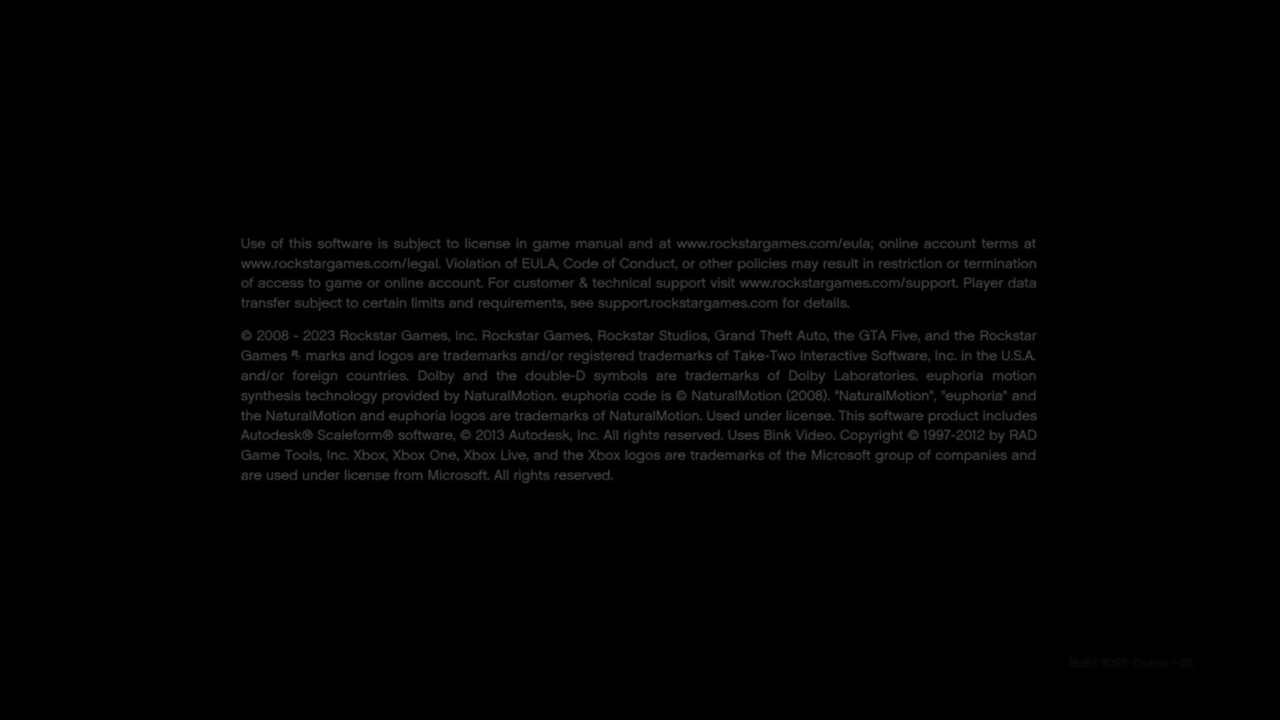 Use of this software is subject to license in game manual and at www.rockstargames.com/eula; online account terms at
www.rockstargames.com/legal. Violation of EULA, Code of Conduct, or other policies may result in restriction or termination
of access to game or online account. For customer & technical support visit www.rockstargames.com/support. Player data
transfer subject to certain limits and requirements, see support.rockstargames.com for details.
© 2008 - 2023 Rockstar Games, Inc. Rockstar Games, Rockstar Studios, Grand Theft Auto, the GTA Five, and the Rockstar
Games R* marks and logos are trademarks and/or registered trademarks of Take-Two Interactive Software, Inc. in the U.S.A.
and/or foreign countries. Dolby and the double-D symbols are trademarks of Dolby Laboratories. euphoria motion
synthesis technology provided by NaturalMotion. euphoria code is © NaturalMotion (2008). "NaturalMotion", "euphoria" and
the NaturalMotion and euphoria logos are trademarks of NaturalMotion. Used under license. This software product includes
Autodesk® Scaleform® software, © 2013 Autodesk, Inc. All rights reserved. Uses Bink Video. Copyright © 1997-2012 by RAD
Game Tools, Inc. Xbox, Xbox One, Xbox Live, and the Xbox logos are trademarks of the Microsoft group of companies and
are used under license from Microsoft. All rights reserved.
Build